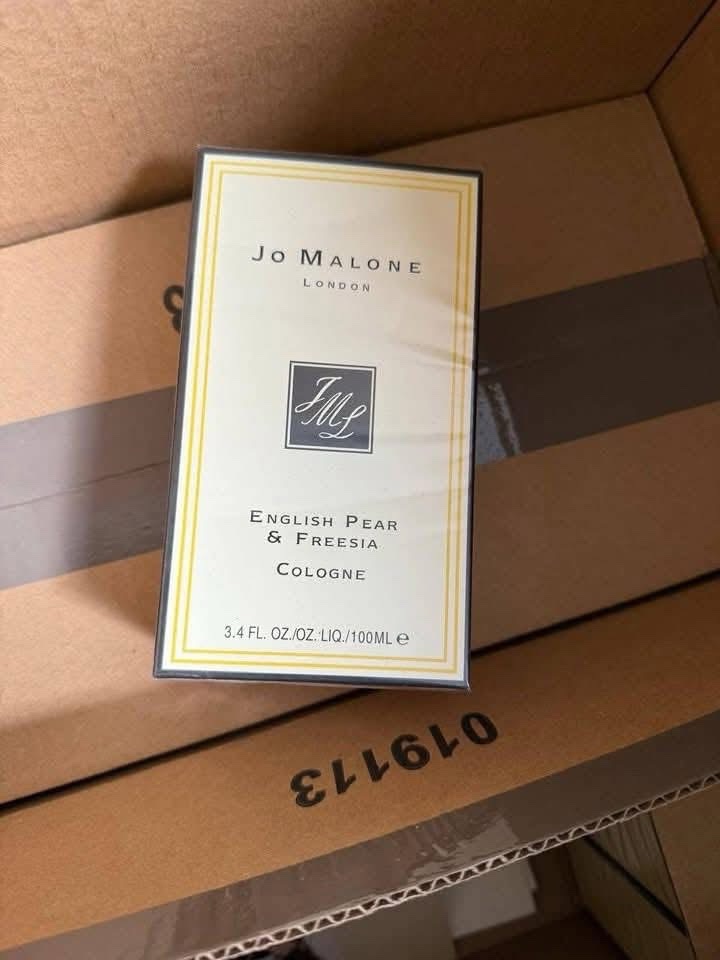 Jo Malone
London
JML
English Pear
& Freesia
Cologne
3.4 FL. OZ./OZ. LIQ./100ML ℮
019113